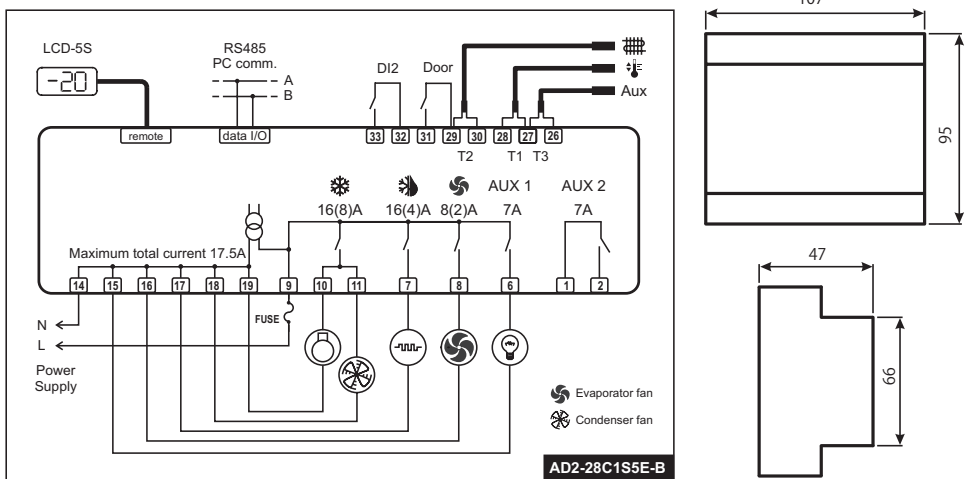 LCD-5S
-20
RS485
PC comm.
A
B
DI2
Door
Aux
remote
data I/O
33 32 31 29 30 28 27 26
T2 T1 T3
AUX 1 AUX 2
16(8)A 16(4)A 8(2)A 7A 7A
Maximum total current 17.5A
14 15 16 17 18 19 9 10 11 7 8 6 1 2
FUSE
N
L
Power
Supply
Evaporator fan
Condenser fan
AD2-28C1S5E-B
107
95
47
66